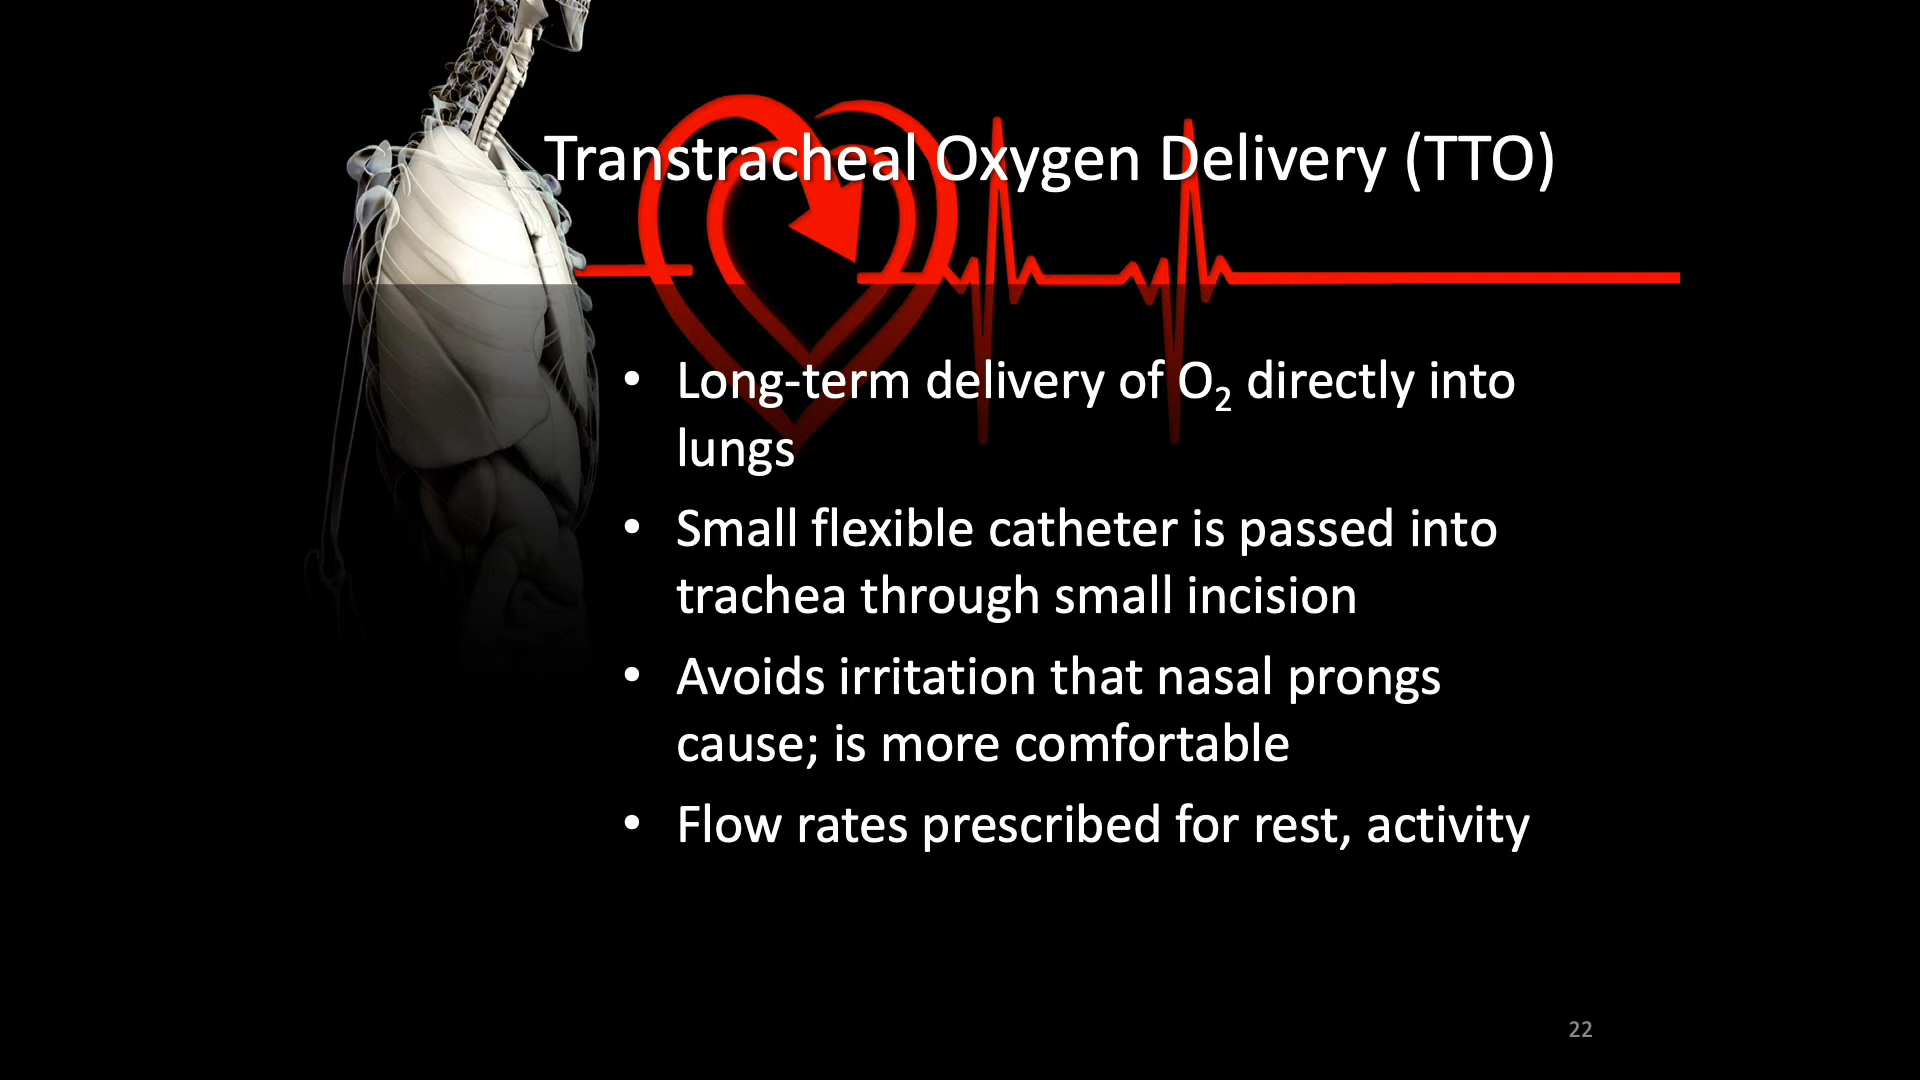 Transtracheal Oxygen Delivery (TTO)
• Long-term delivery of O₂ directly into
lungs
• Small flexible catheter is passed into
trachea through small incision
• Avoids irritation that nasal prongs
cause; is more comfortable
• Flow rates prescribed for rest, activity
22